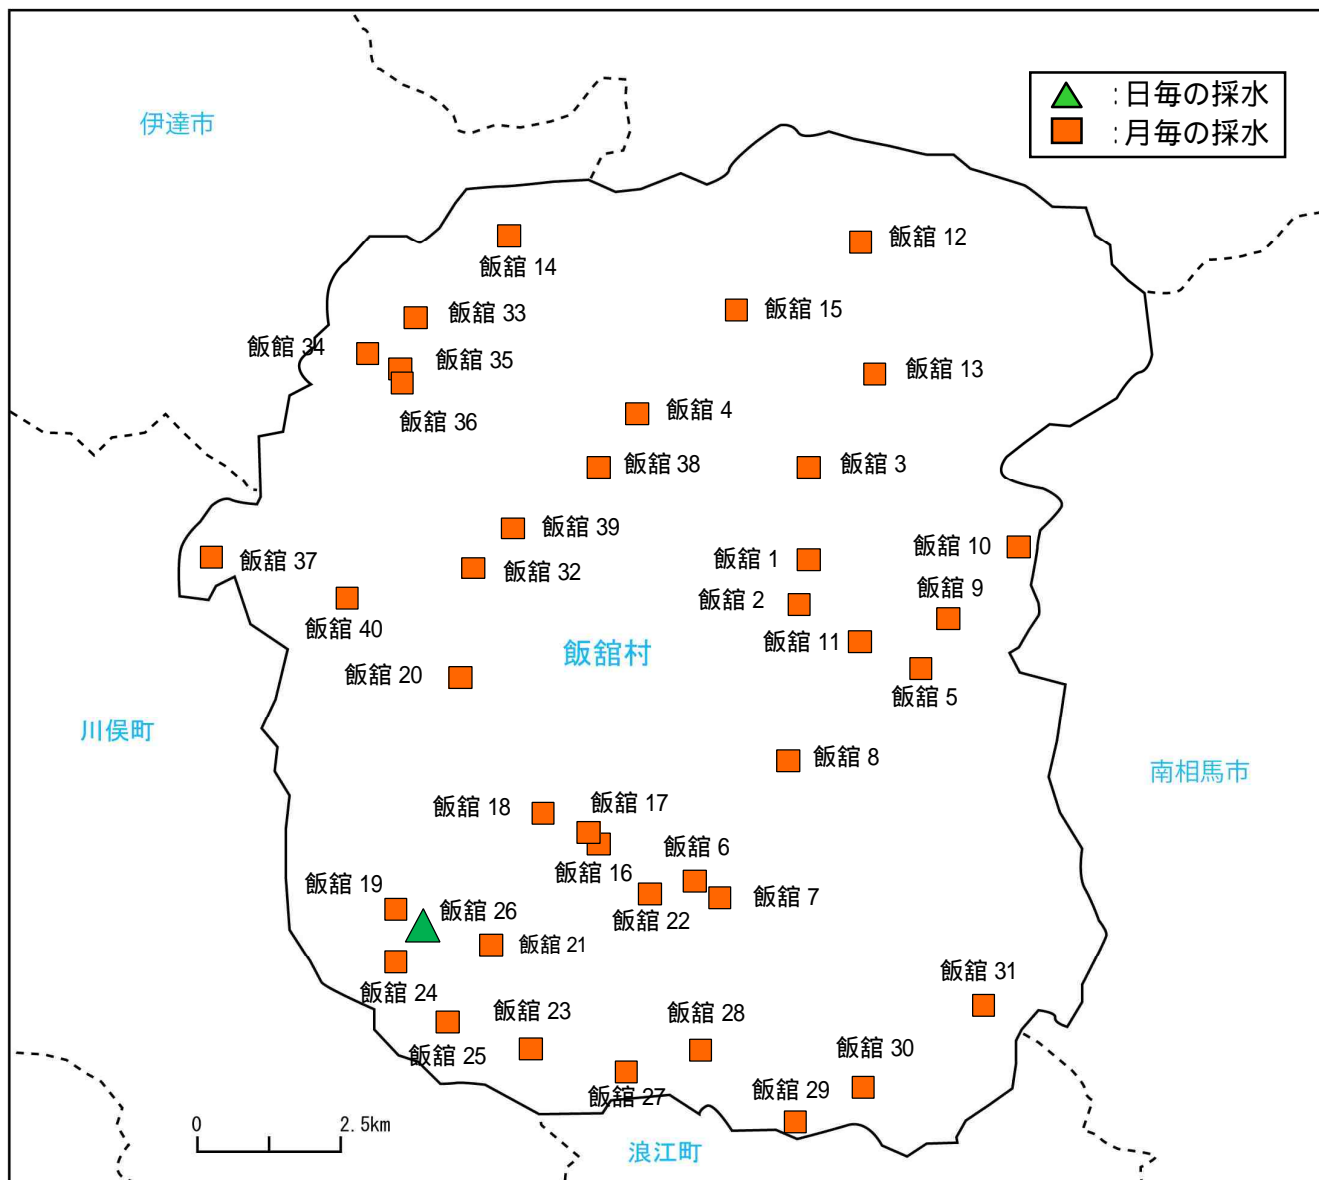 伊達市
:日毎の採水
:月毎の採水
飯舘 12
飯舘 14
飯舘 15
飯舘 33
飯館 34
飯舘 35
飯舘 13
飯舘 36
飯舘 4
飯舘 38
飯舘 3
飯舘 39
飯舘 10
飯舘 37
飯舘 32
飯舘 1
飯舘 9
飯舘 2
飯舘 40
飯舘 11
飯舘村
飯舘 20
飯舘 5
川俣町
飯舘 8
南相馬市
飯舘 18
飯舘 17
飯舘 6
飯舘 16
飯舘 19
飯舘 7
飯舘 26
飯舘 22
飯舘 21
飯舘 31
飯舘 24
飯舘 23
飯舘 28
飯舘 25
飯舘 30
飯舘 27
飯舘 29
0
2.5km
浪江町